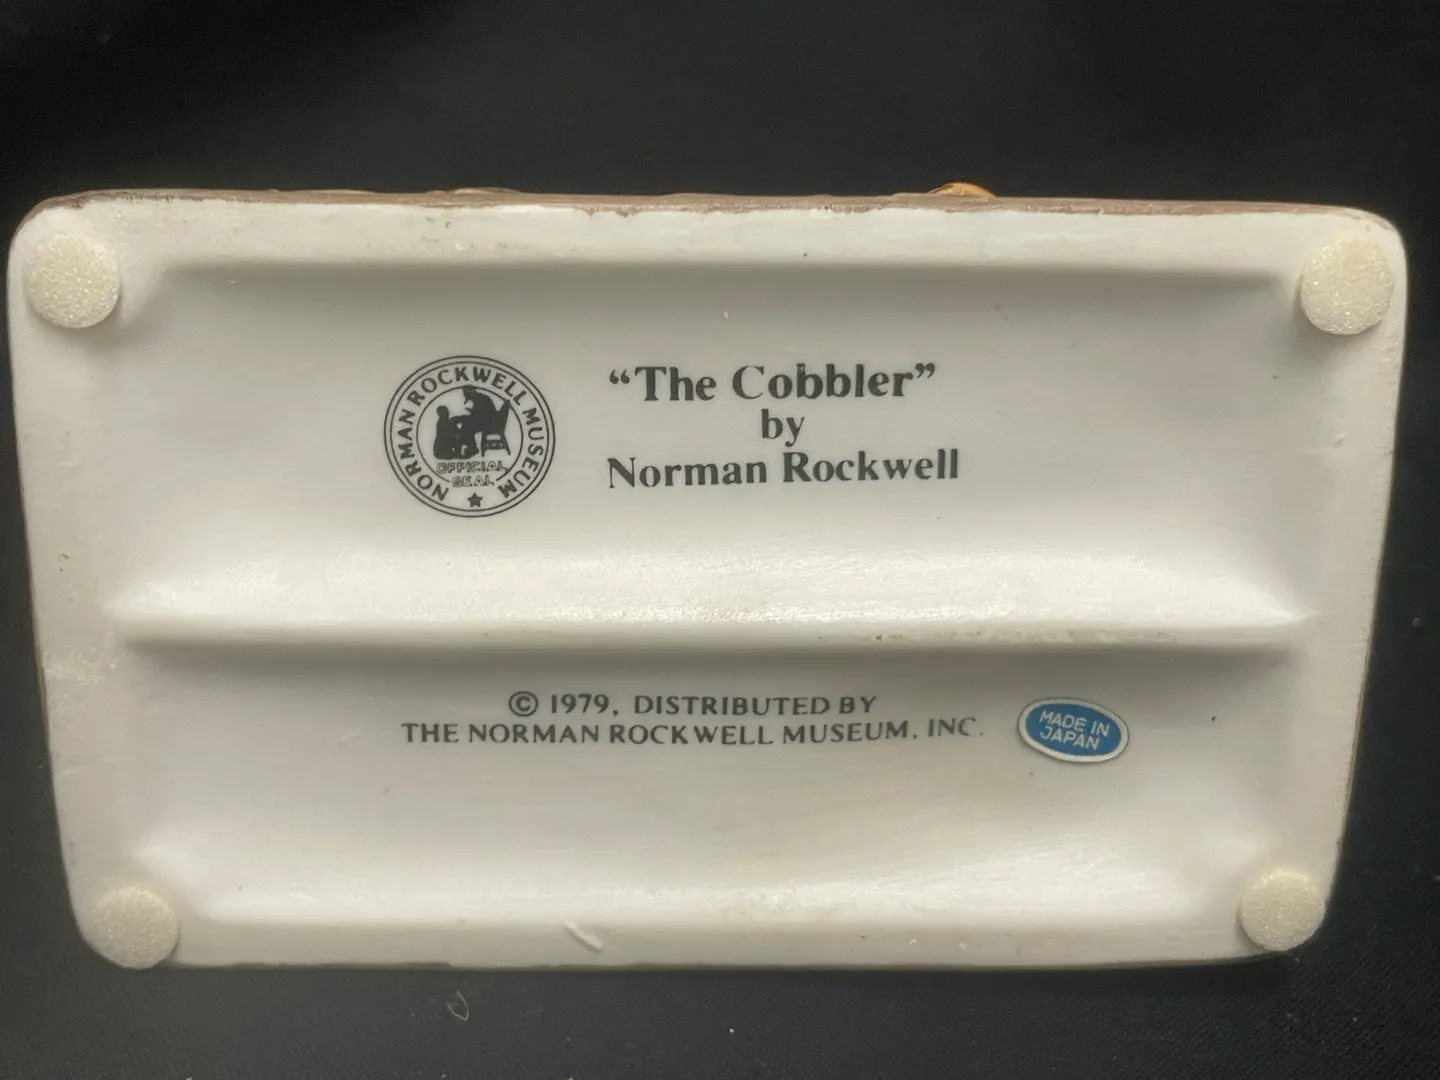 NORMAN ROCKWELL MUSEUM
OFFICIAL
SEAL
“The Cobbler”
by
Norman Rockwell
© 1979, DISTRIBUTED BY
THE NORMAN ROCKWELL MUSEUM, INC.
MADE IN
JAPAN